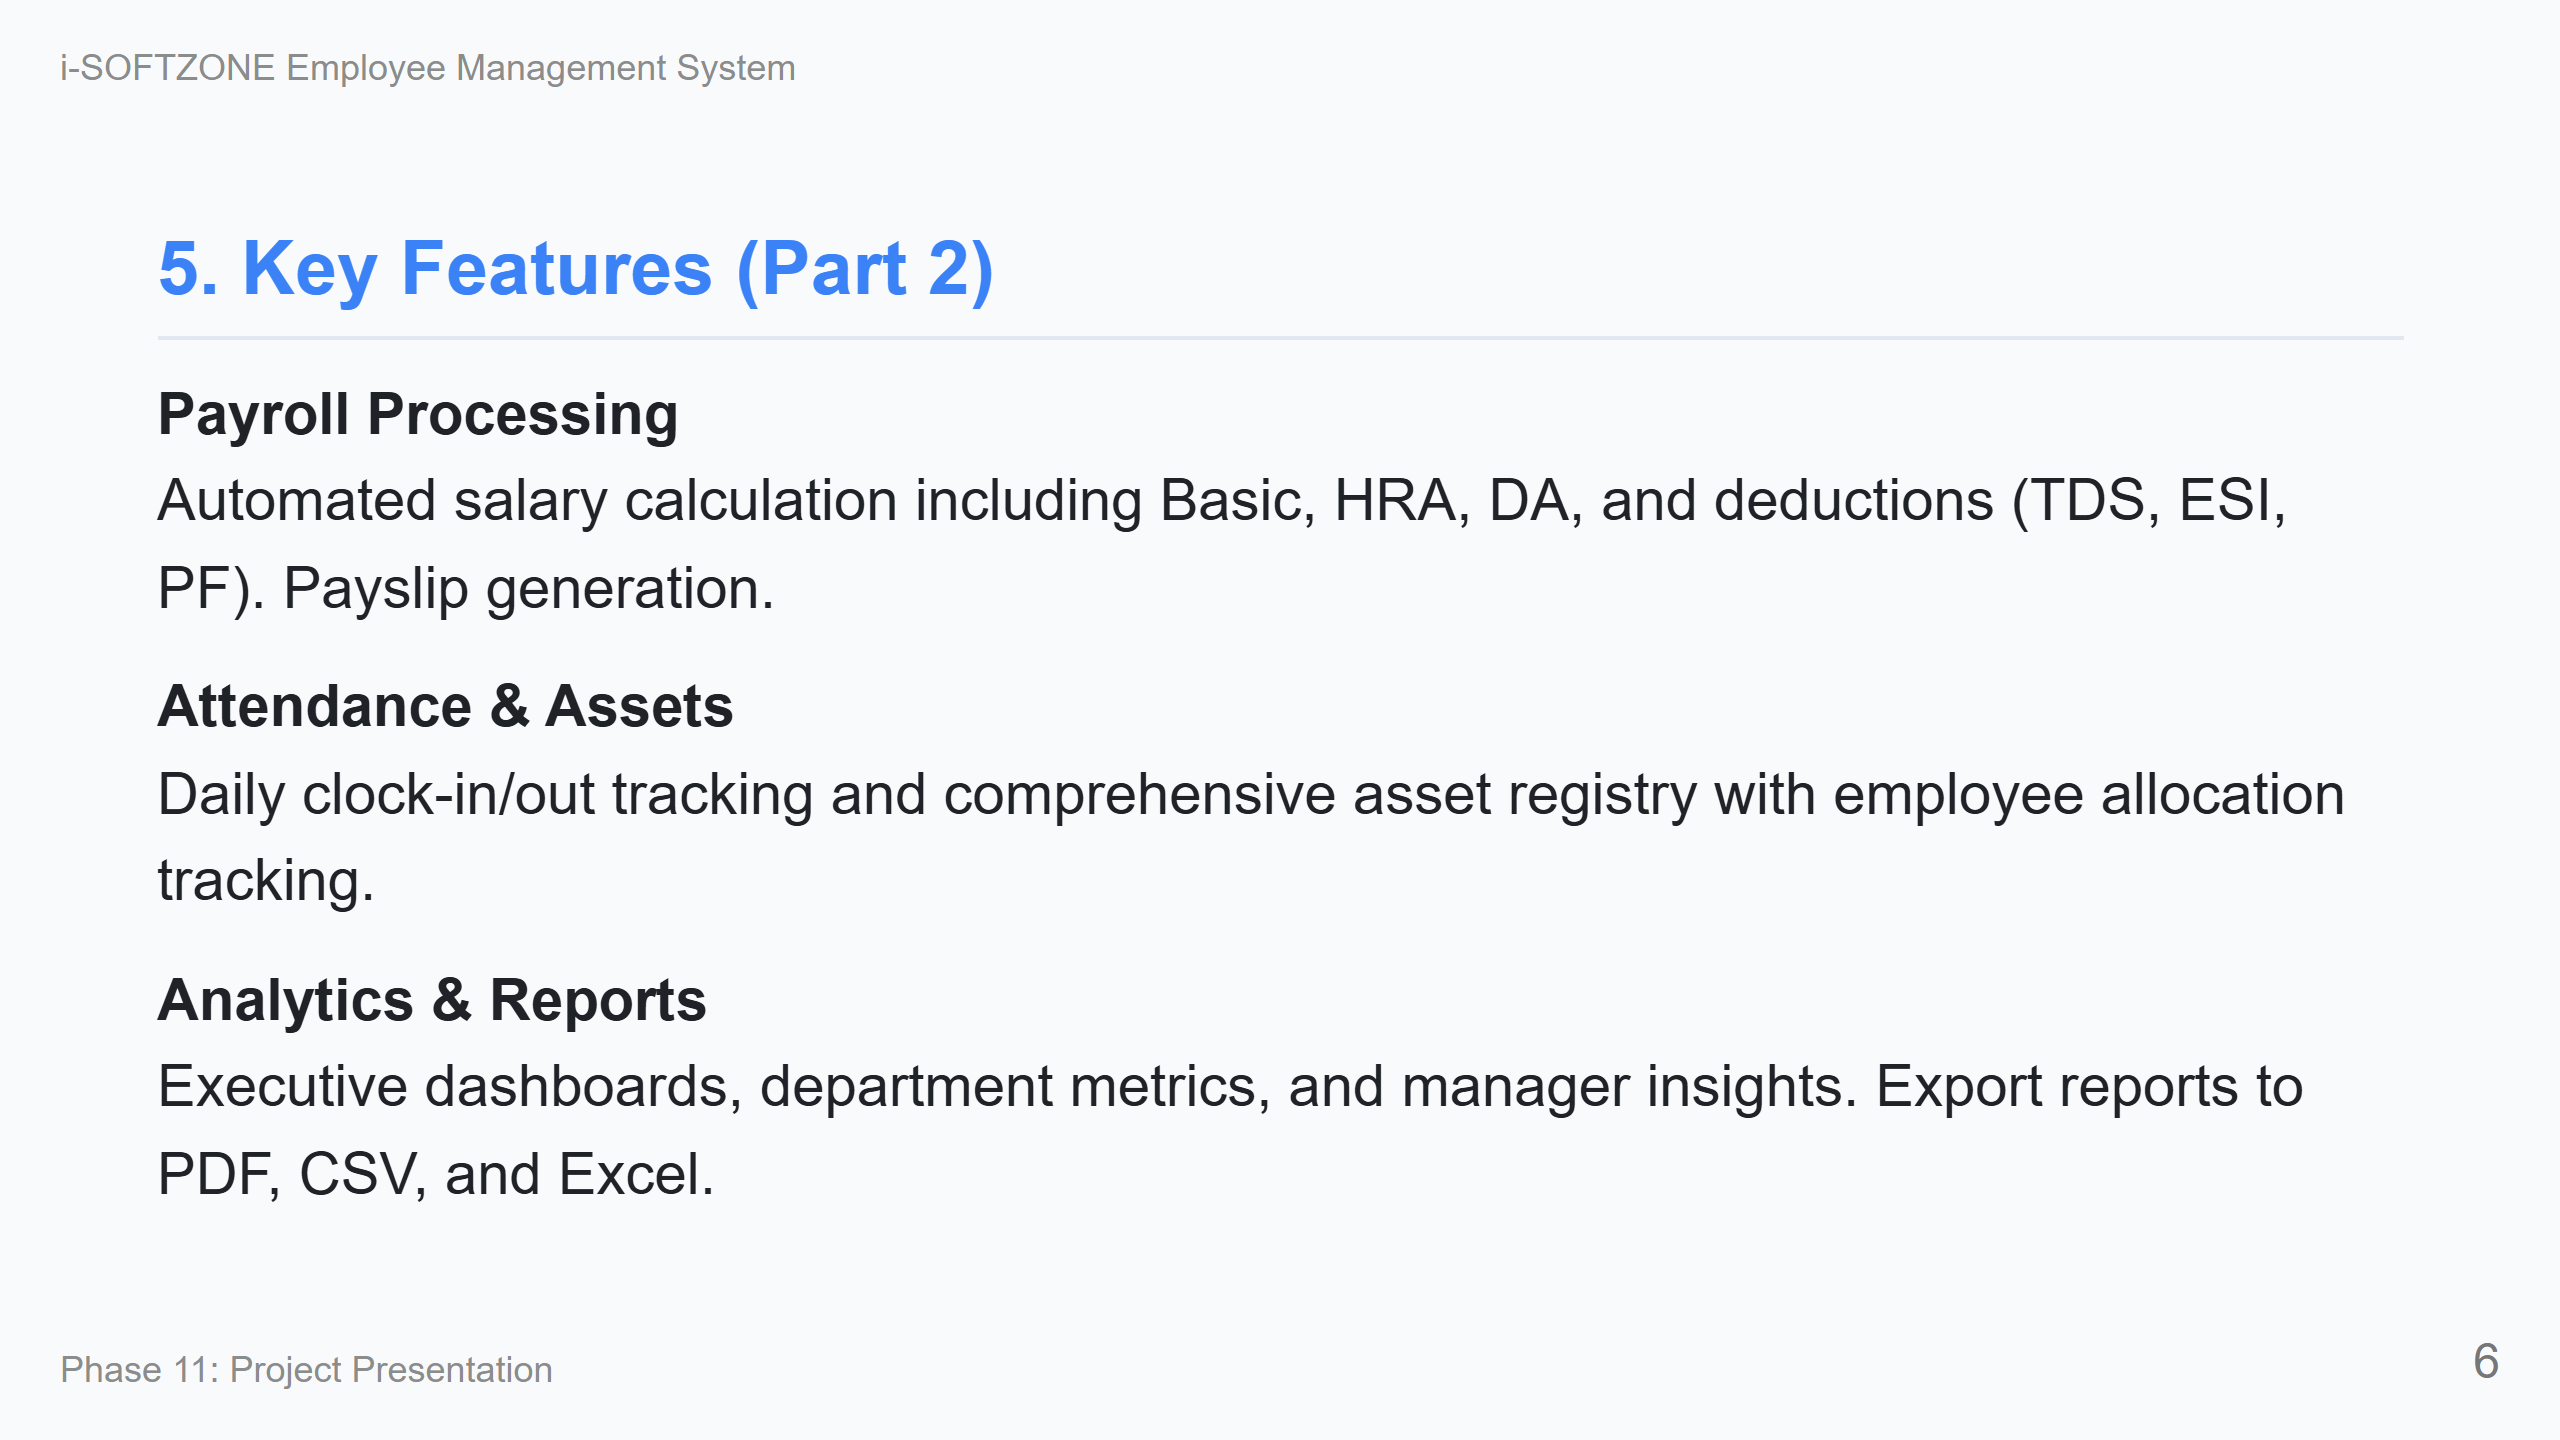 i-SOFTZONE Employee Management System
5. Key Features (Part 2)
Payroll Processing
Automated salary calculation including Basic, HRA, DA, and deductions (TDS, ESI,
PF). Payslip generation.
Attendance & Assets
Daily clock-in/out tracking and comprehensive asset registry with employee allocation
tracking.
Analytics & Reports
Executive dashboards, department metrics, and manager insights. Export reports to
PDF, CSV, and Excel.
Phase 11: Project Presentation
6